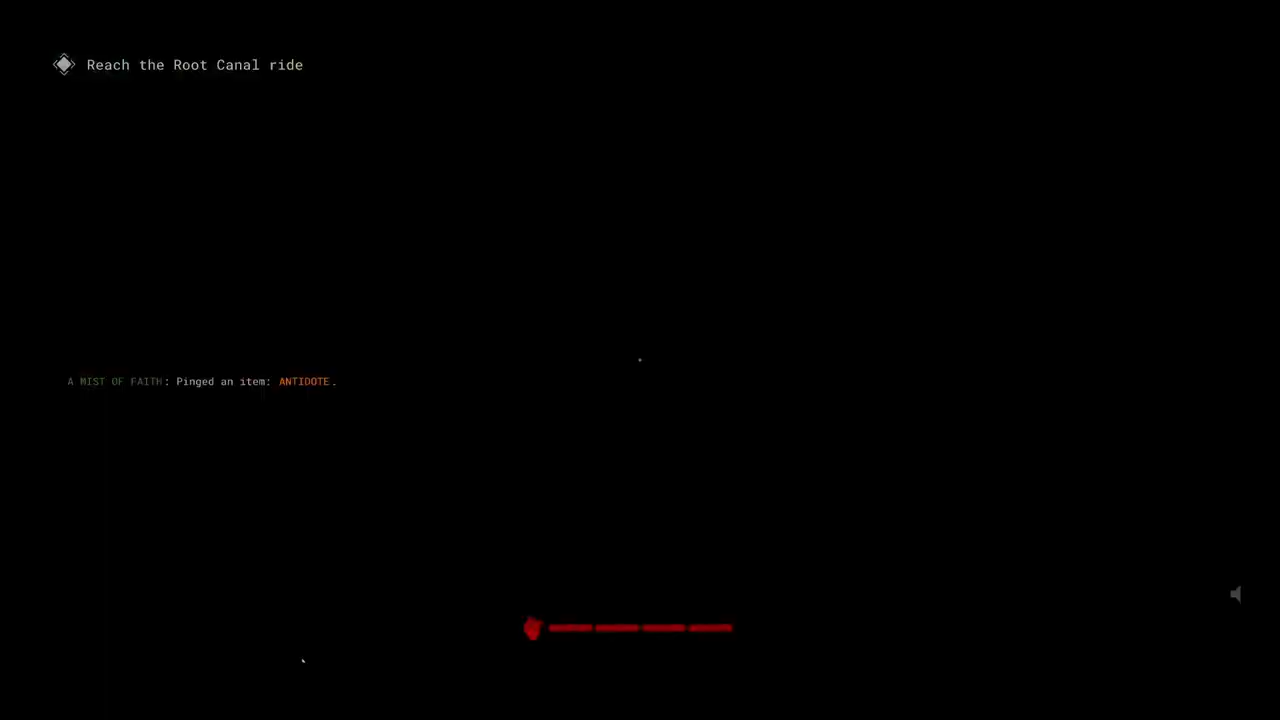 Reach the Root Canal ride
A MIST OF FAITH: Pinged an item: ANTIDOTE.